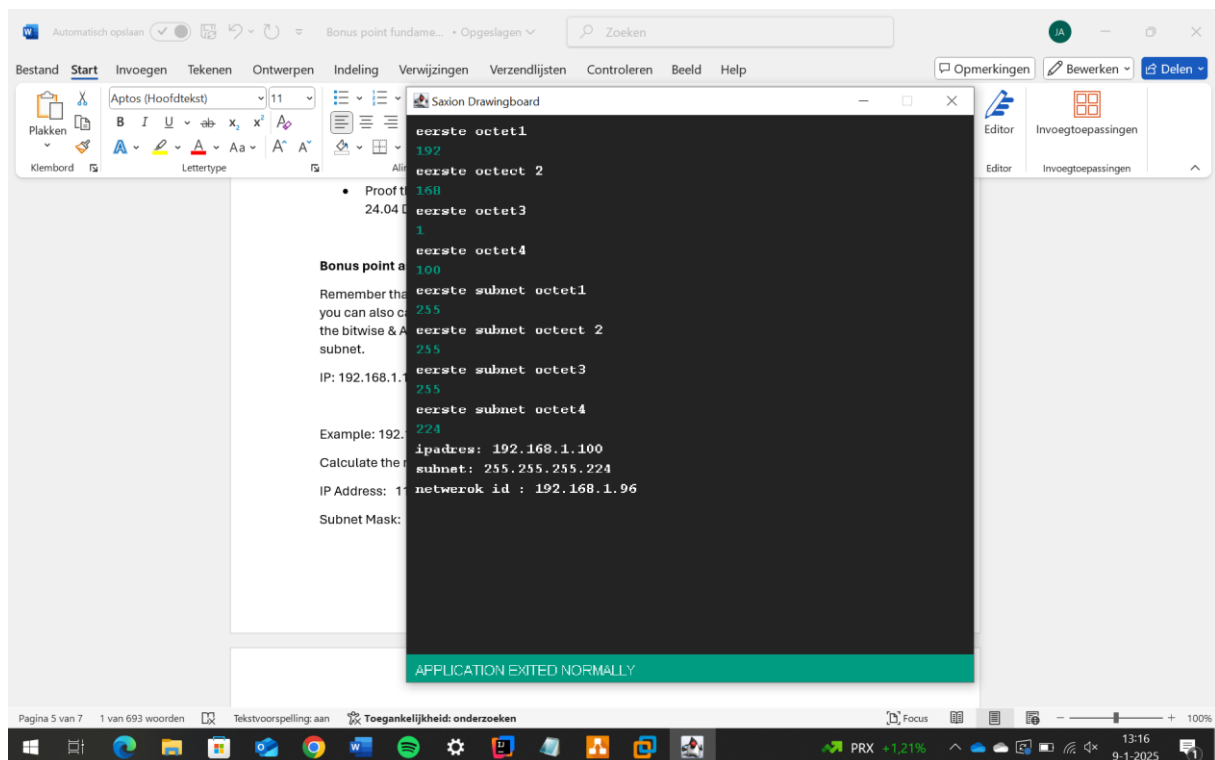 Automatisch opslaan
Bonus point fundame... • Opgeslagen
Zoeken
JA
Bestand Start Invoegen Tekenen Ontwerpen Indeling Verwijzingen Verzendlijsten Controleren Beeld Help
Opmerkingen Bewerken Delen
Aptos (Hoofdtekst) 11
Plakken
B I U ab x₂ x² A
A A Aa A^ A˅
Editor
Invoegtoepassingen
Klembord Lettertype Alin Editor Invoegtoepassingen
Saxion Drawingboard
eerste octet1
192
eerste octect 2
168
eerste octet3
1
eerste octet4
100
eerste subnet octet1
255
eerste subnet octect 2
255
eerste subnet octet3
255
eerste subnet octet4
224
ipadres: 192.168.1.100
subnet: 255.255.255.224
netwerok id : 192.168.1.96
APPLICATION EXITED NORMALLY
• Proof t
24.04 D
Bonus point a
Remember tha
you can also c
the bitwise & A
subnet.
IP: 192.168.1.1
Example: 192.
Calculate the
IP Address: 11
Subnet Mask:
Pagina 5 van 7 1 van 693 woorden Tekstvoorspelling: aan Toegankelijkheid: onderzoeken Focus 100%
PRX +1,21%
13:16
9-1-2025